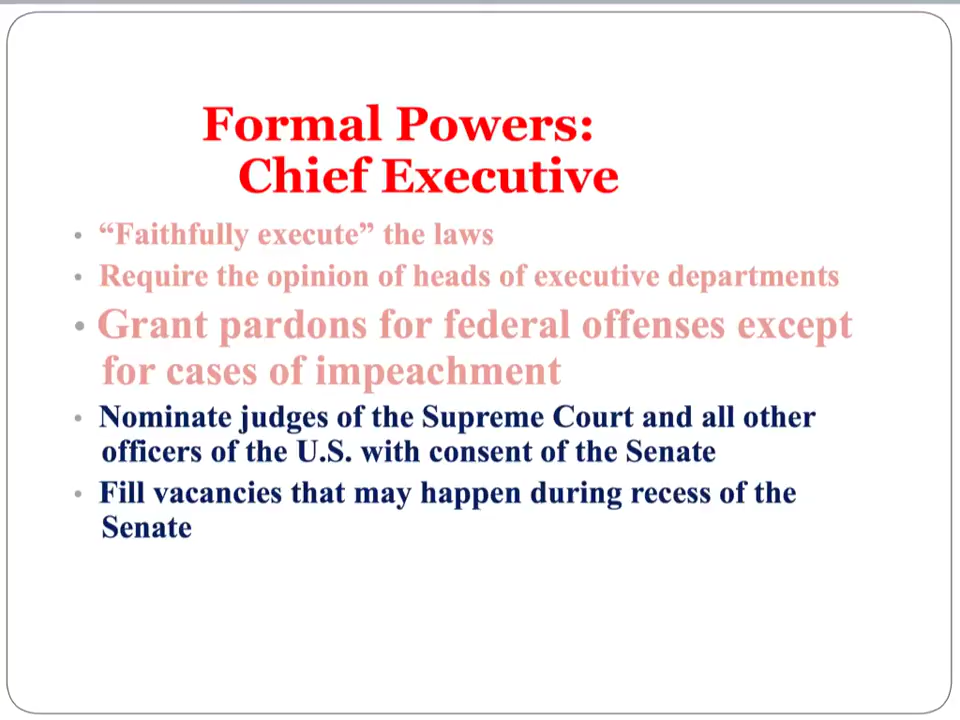 Formal Powers:
Chief Executive
• “Faithfully execute” the laws
• Require the opinion of heads of executive departments
• Grant pardons for federal offenses except
for cases of impeachment
• Nominate judges of the Supreme Court and all other
officers of the U.S. with consent of the Senate
• Fill vacancies that may happen during recess of the
Senate